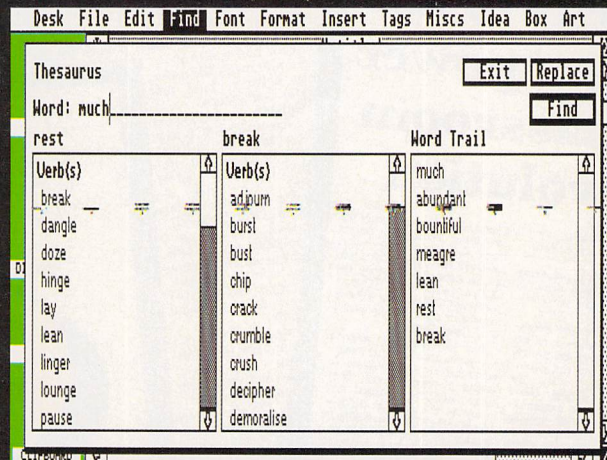 Desk File Edit Find Font Format Insert Tags Miscs Idea Box Art
Thesaurus
Exit Replace
Word: much
Find
rest
Verb(s)
break
dangle
doze
hinge
lay
lean
linger
lounge
pause
break
Verb(s)
adjourn
burst
bust
chip
crack
crumble
crush
decipher
demoralise
Word Trail
much
abundant
bountiful
meagre
lean
rest
break
CLIPBOARD